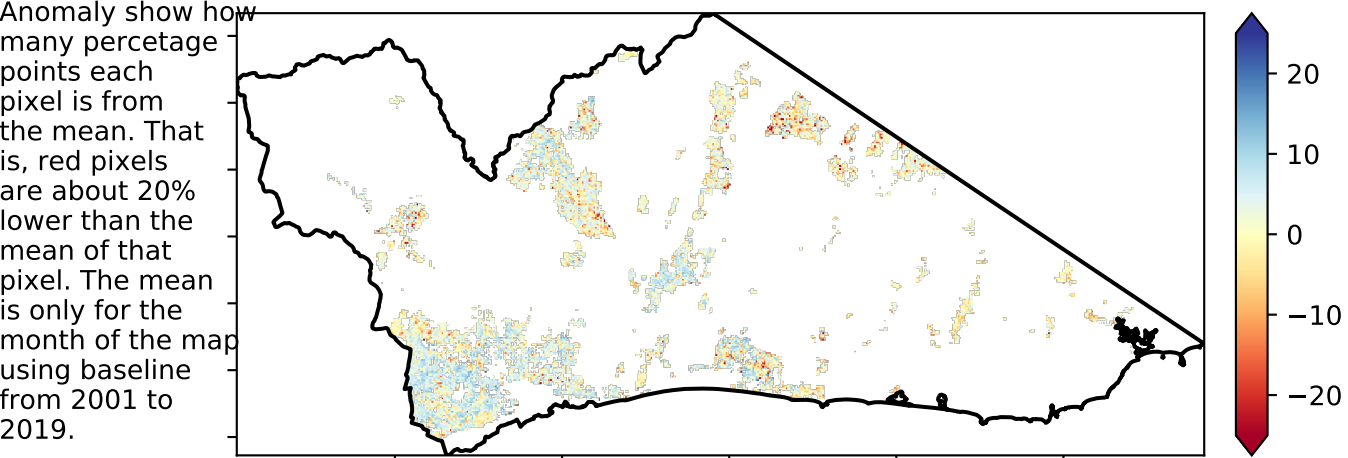 Anomaly show how
many percetage
points each
pixel is from
the mean. That
is, red pixels
are about 20%
lower than the
mean of that
pixel. The mean
is only for the
month of the map
using baseline
from 2001 to
2019.
20
10
0
−10
−20